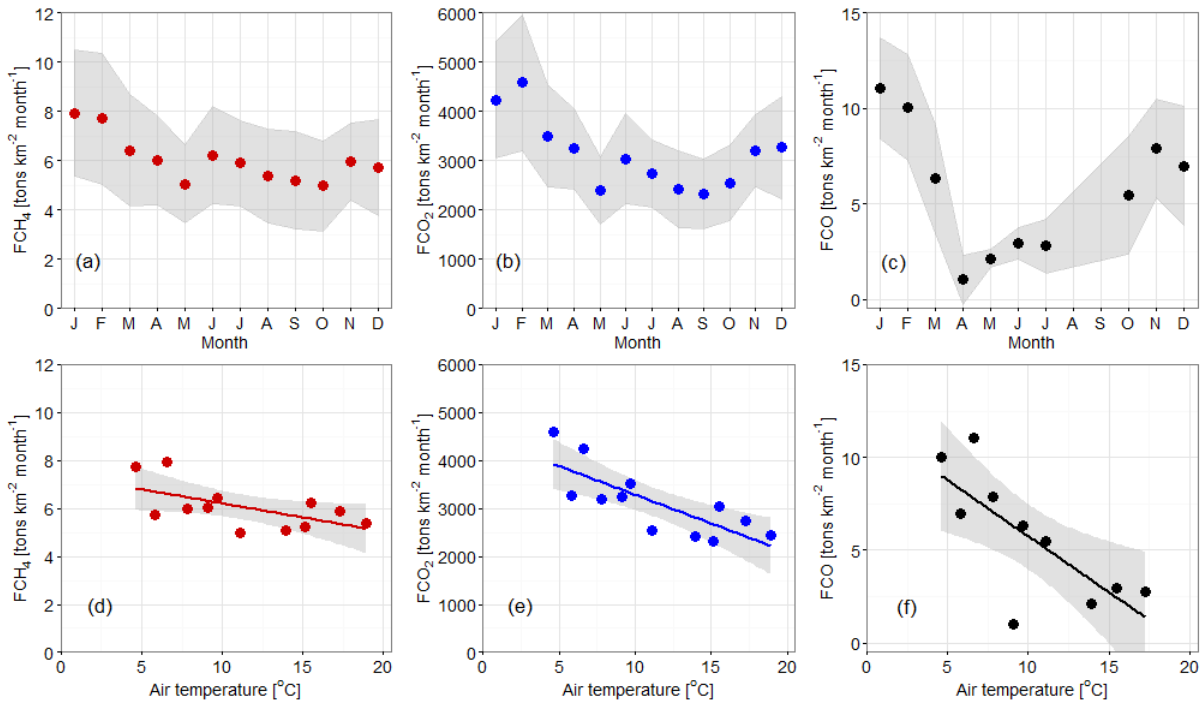 12
10
8
6
4
2
0
FCH4 [tons km-2 month-1]
(a)
J F M A M J J A S O N D
Month
6000
5000
4000
3000
2000
1000
0
FCO2 [tons km-2 month-1]
(b)
J F M A M J J A S O N D
Month
15
10
5
0
FCO [tons km-2 month-1]
(c)
J F M A M J J A S O N D
Month
12
10
8
6
4
2
0
FCH4 [tons km-2 month-1]
(d)
0 5 10 15 20
Air temperature [oC]
6000
5000
4000
3000
2000
1000
0
FCO2 [tons km-2 month-1]
(e)
0 5 10 15 20
Air temperature [oC]
15
10
5
0
FCO [tons km-2 month-1]
(f)
0 5 10 15 20
Air temperature [oC]